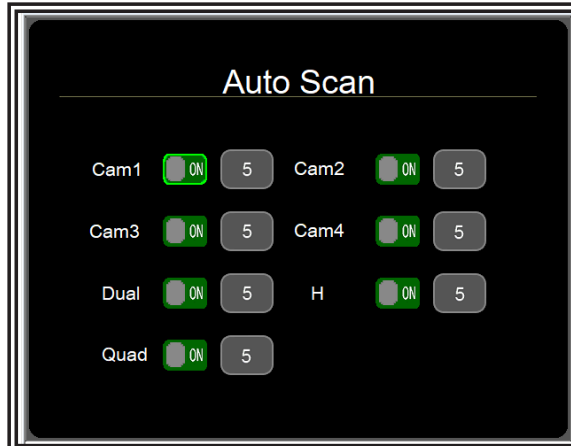 Auto Scan
Cam1 ON 5 Cam2 ON 5
Cam3 ON 5 Cam4 ON 5
Dual ON 5 H ON 5
Quad ON 5